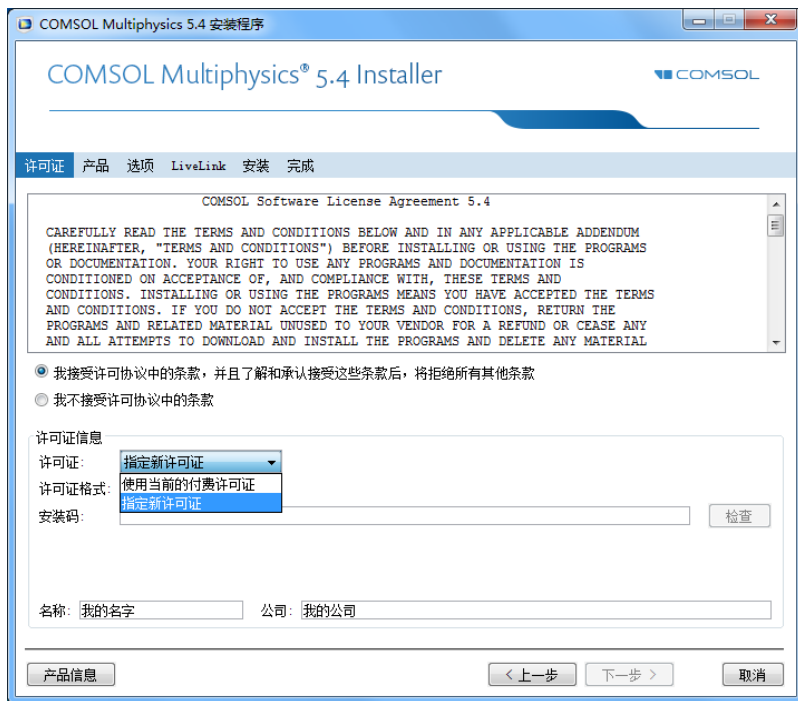 COMSOL Multiphysics 5.4 安装程序
COMSOL Multiphysics® 5.4 Installer
COMSOL
许可证 产品 选项 LiveLink 安装 完成
COMSOL Software License Agreement 5.4
CAREFULLY READ THE TERMS AND CONDITIONS BELOW AND IN ANY APPLICABLE ADDENDUM
(HEREINAFTER, "TERMS AND CONDITIONS") BEFORE INSTALLING OR USING THE PROGRAMS
OR DOCUMENTATION. YOUR RIGHT TO USE ANY PROGRAMS AND DOCUMENTATION IS
CONDITIONED ON ACCEPTANCE OF, AND COMPLIANCE WITH, THESE TERMS AND
CONDITIONS. INSTALLING OR USING THE PROGRAMS MEANS YOU HAVE ACCEPTED THE TERMS
AND CONDITIONS. IF YOU DO NOT ACCEPT THE TERMS AND CONDITIONS, RETURN THE
PROGRAMS AND RELATED MATERIAL UNUSED TO YOUR VENDOR FOR A REFUND OR CEASE ANY
AND ALL ATTEMPTS TO DOWNLOAD AND INSTALL THE PROGRAMS AND DELETE ANY MATERIAL
我接受许可协议中的条款，并且了解和承认接受这些条款后，将拒绝所有其他条款
我不接受许可协议中的条款
许可证信息
许可证: 指定新许可证
许可证格式: 使用当前的付费许可证
指定新许可证
安装码: 检查
名称: 我的名字 公司: 我的公司
产品信息 < 上一步 下一步 > 取消